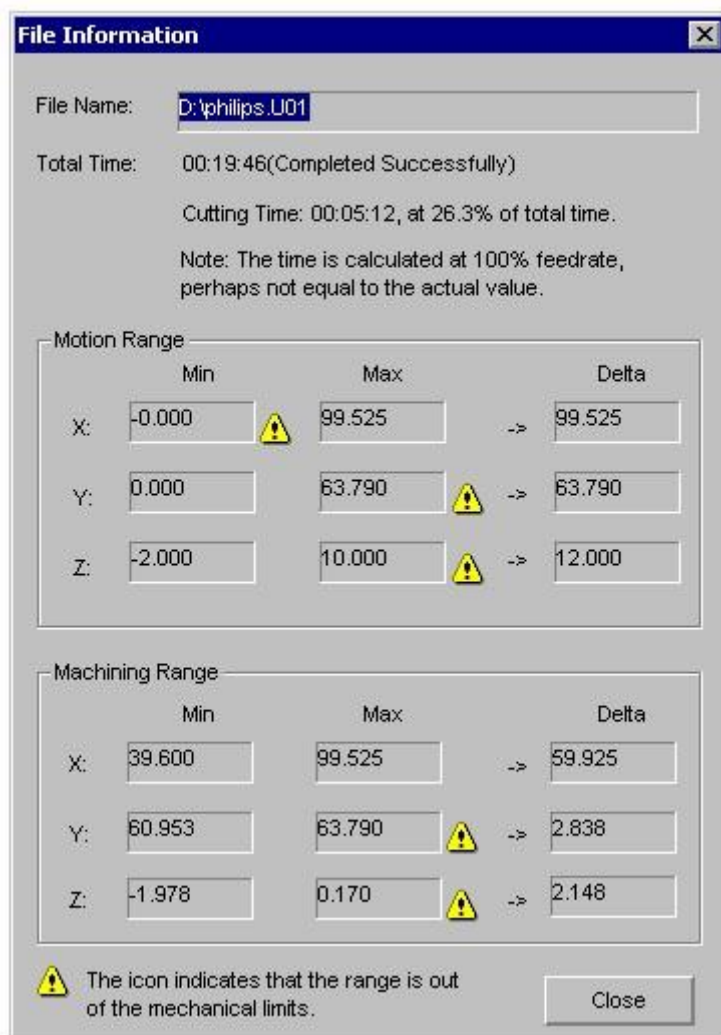 File Information
File Name: D:\philips.U01
Total Time: 00:19:46(Completed Successfully)
Cutting Time: 00:05:12, at 26.3% of total time.
Note: The time is calculated at 100% feedrate,
perhaps not equal to the actual value.
Motion Range
Min Max Delta
X: -0.000 99.525 -> 99.525
Y: 0.000 63.790 -> 63.790
Z: -2.000 10.000 -> 12.000
Machining Range
Min Max Delta
X: 39.600 99.525 -> 59.925
Y: 60.953 63.790 -> 2.838
Z: -1.978 0.170 -> 2.148
The icon indicates that the range is out
of the mechanical limits.
Close